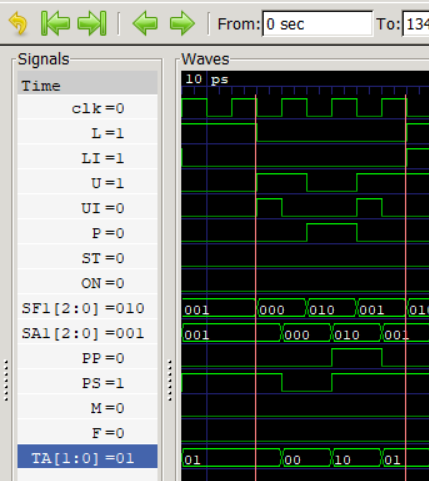 From: 0 sec To: 134
Signals
Waves
Time
10 ps
clk=0
L=1
LI=1
U=1
UI=0
P=0
ST=0
ON=0
SF1[2:0] =010 001 000 010 001 010
SA1[2:0] =001 001 000 010 001
PP=0
PS=1
M=0
F=0
TA[1:0] =01 01 00 10 01